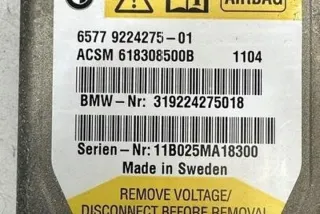 AIRBAG
6577 9224275-01
ACSM 618308500B 1104
BMW-Nr: 319224275018
Serien-Nr: 11B025MA18300
Made in Sweden
REMOVE VOLTAGE/
DISCONNECT BEFORE REMOVAL